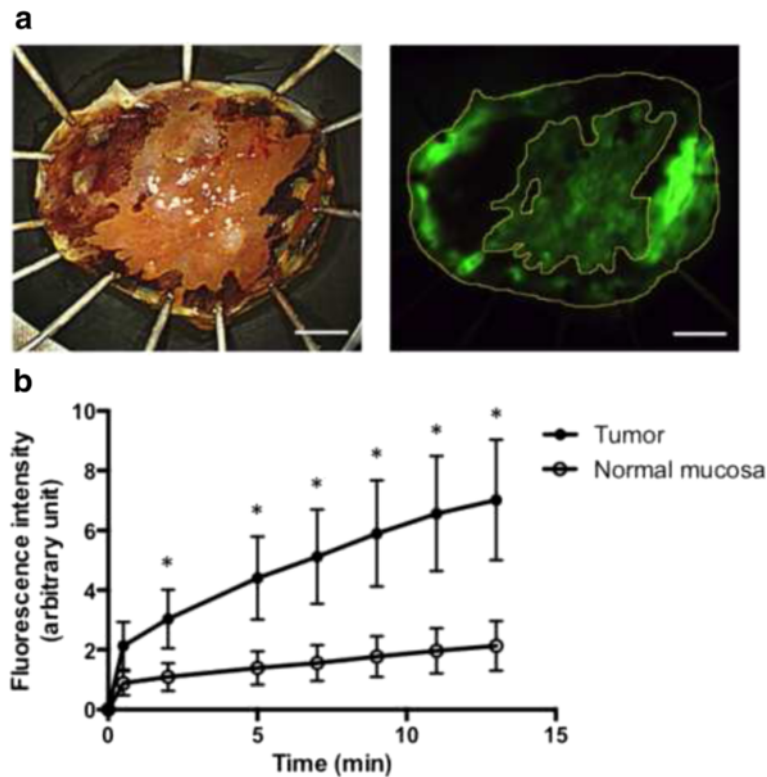 a
b
Fluorescence intensity
(arbitrary unit)
10
8
6
4
2
0
* * * * * * *
Tumor
Normal mucosa
0 5 10 15
Time (min)